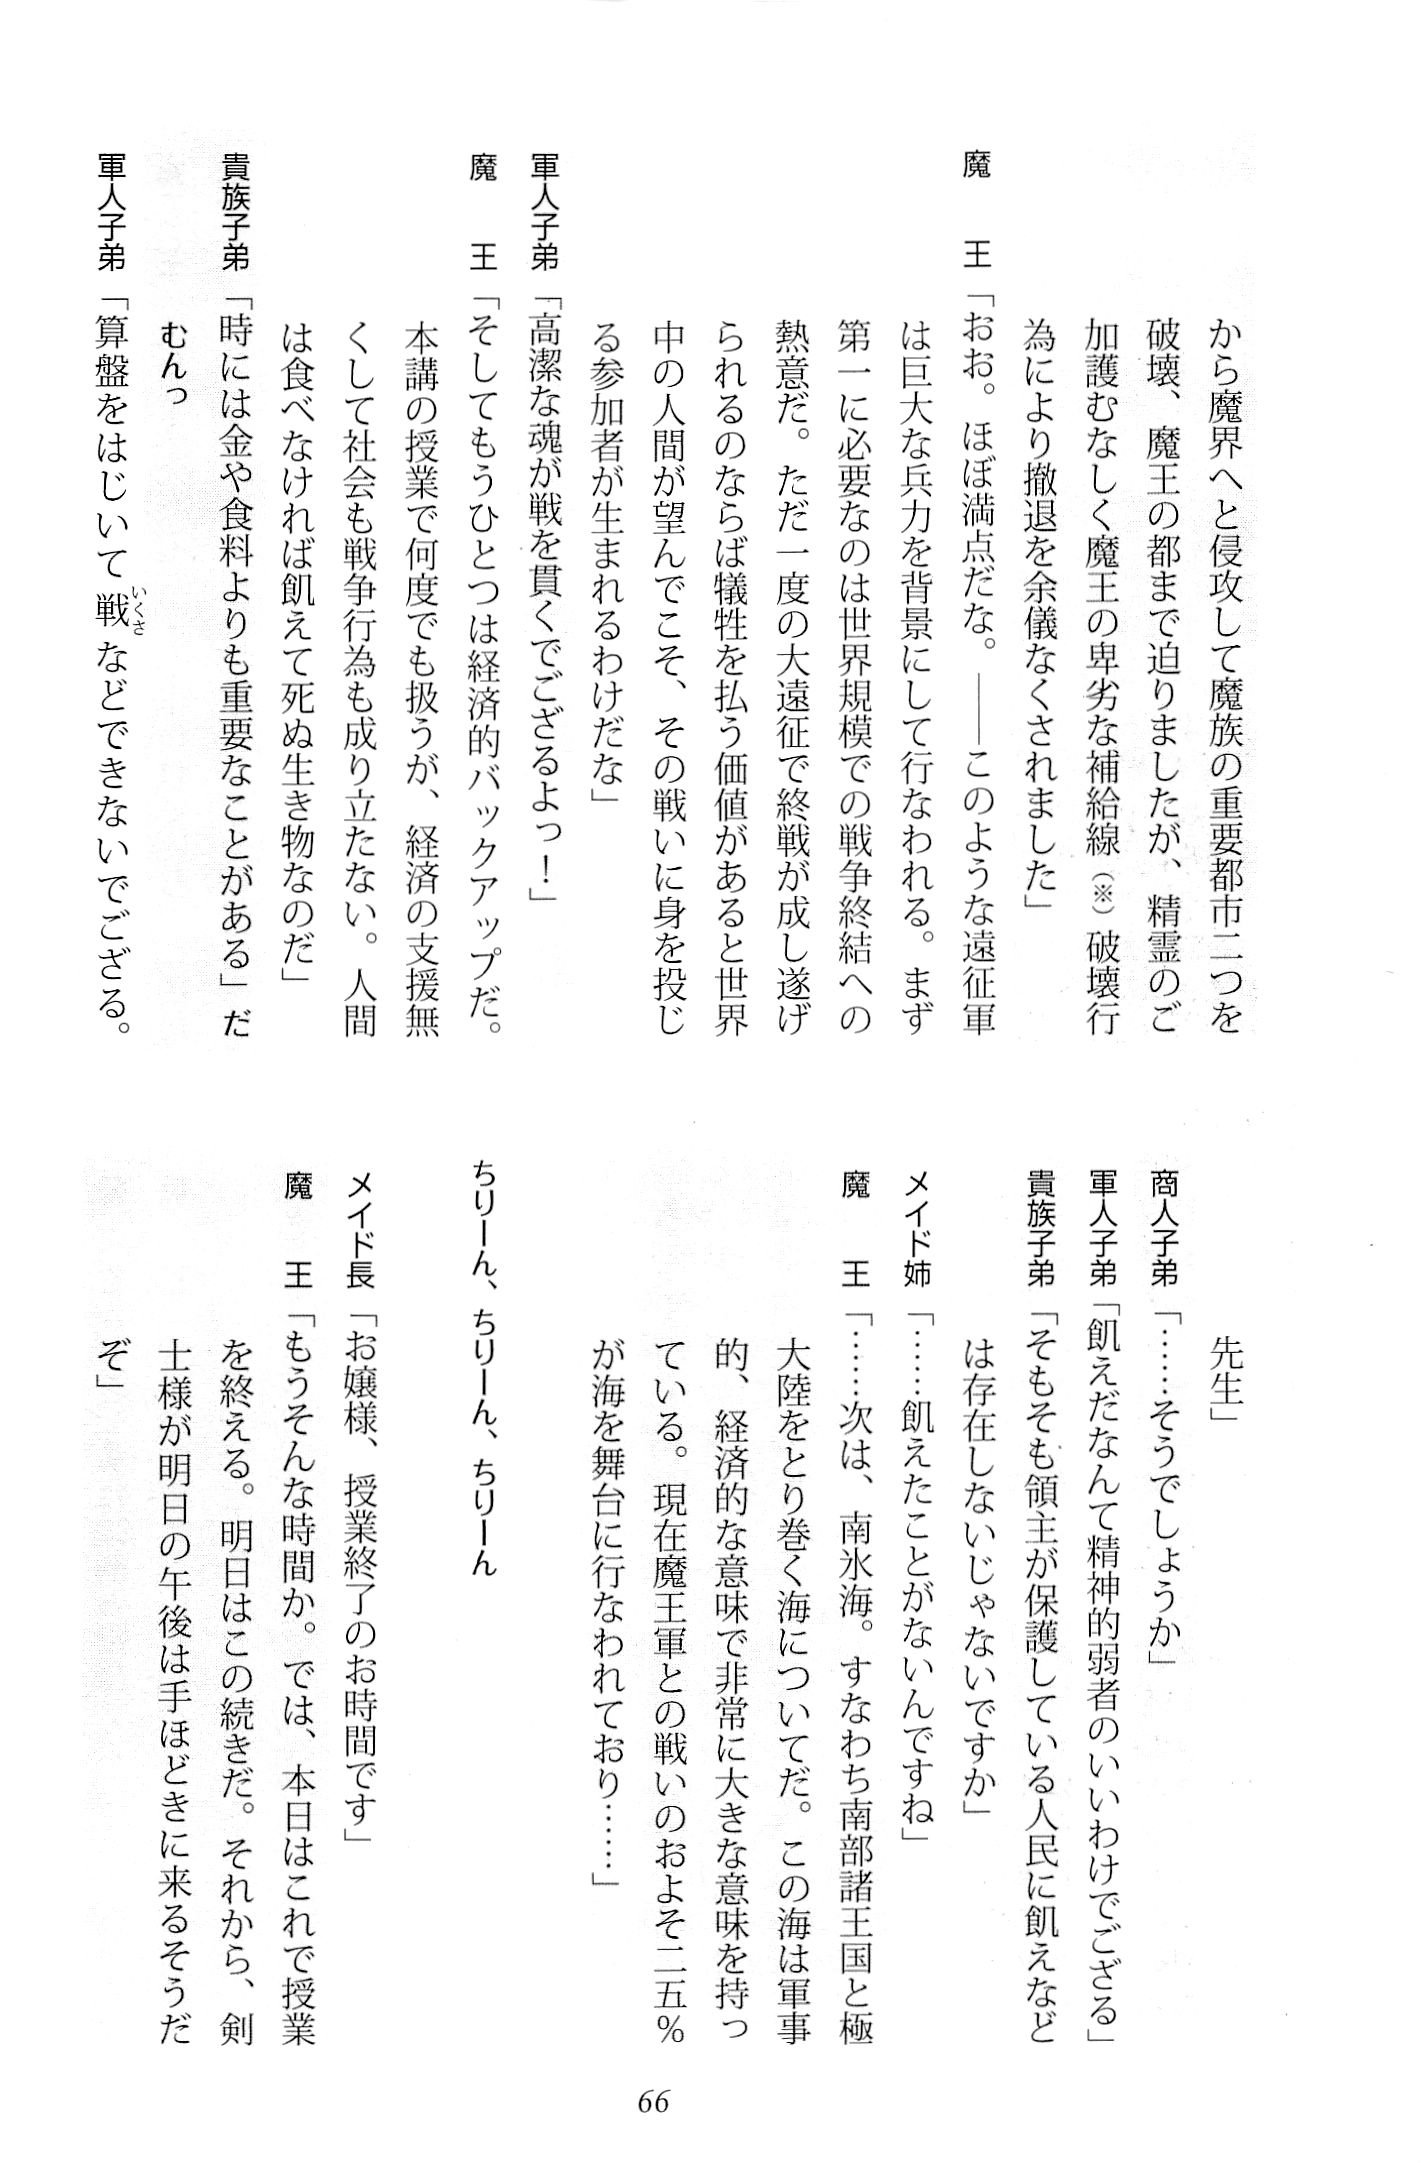 から魔界へと侵攻して魔族の重要都市二つを
破壊、魔王の都まで迫りましたが、精霊のご
加護むなしく魔王の卑劣な補給線（※）破壊行
為により撤退を余儀なくされました」
魔　王「おお。ほぼ満点だな。――このような遠征軍
は巨大な兵力を背景にして行なわれる。まず
第一に必要なのは世界規模での戦争終結への
熱意だ。ただ一度の大遠征で終戦が成し遂げ
られるのならば犠牲を払う価値があると世界
中の人間が望んでこそ、その戦いに身を投じ
る参加者が生まれるわけだな」
軍人子弟「高潔な魂が戦を貫くでござるよっ！」
魔　王「そしてもうひとつは経済的バックアップだ。
本講の授業で何度でも扱うが、経済の支援無
くして社会も戦争行為も成り立たない。人間
は食べなければ飢えて死ぬ生き物なのだ」
貴族子弟「時には金や食料よりも重要なことがある」だ
むんっ
軍人子弟「算盤をはじいて戦いくさなどできないでござる。
先生」
商人子弟「……そうでしょうか」
軍人子弟「飢えだなんて精神的弱者のいいわけでござる」
貴族子弟「そもそも領主が保護している人民に飢えなど
は存在しないじゃないですか」
メイド姉「……飢えたことがないんですね」
魔　王「……次は、南氷海。すなわち南部諸王国と極
大陸をとり巻く海についてだ。この海は軍事
的、経済的な意味で非常に大きな意味を持っ
ている。現在魔王軍との戦いのおよそ二五％
が海を舞台に行なわれており……」
ちりーん、ちりーん、ちりーん
メイド長「お嬢様、授業終了のお時間です」
魔　王「もうそんな時間か。では、本日はこれで授業
を終える。明日はこの続きだ。それから、剣
士様が明日の午後は手ほどきに来るそうだ
ぞ」
66